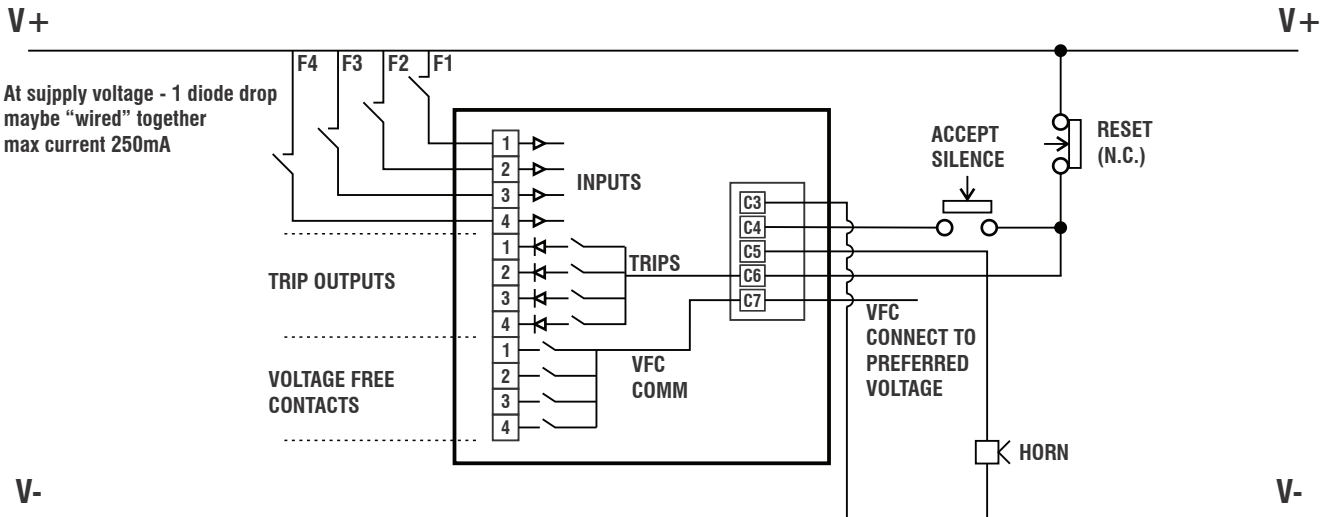 V+
V+
F4
F3
F2
F1
At sujpply voltage - 1 diode drop
maybe “wired” together
max current 250mA
ACCEPT
SILENCE
RESET
(N.C.)
1
2
3
4
INPUTS
TRIP OUTPUTS
1
2
3
4
TRIPS
VOLTAGE FREE
CONTACTS
1
2
3
4
VFC
COMM
C3
C4
C5
C6
C7
VFC
CONNECT TO
PREFERRED
VOLTAGE
HORN
V-
V-